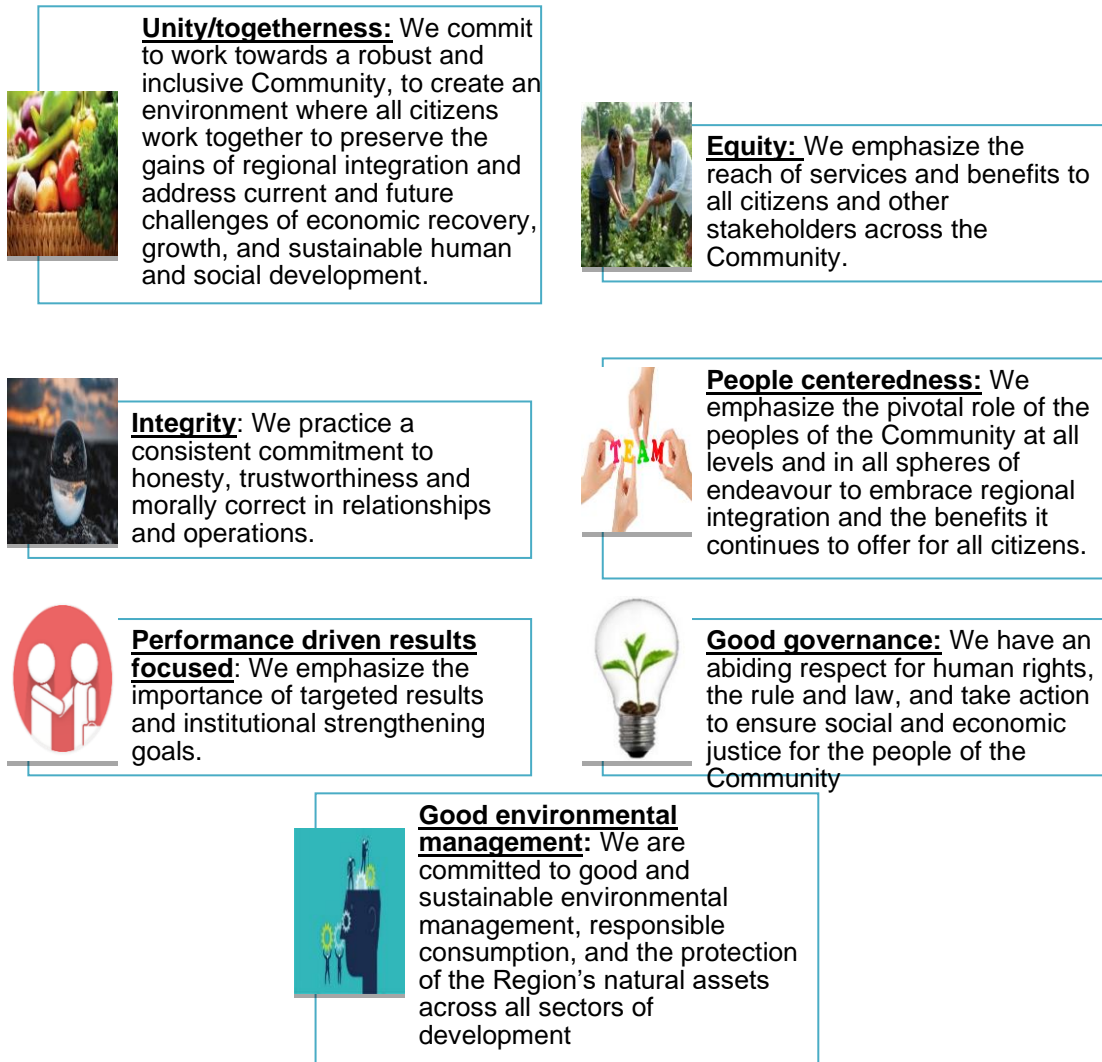 Unity/togetherness: We commit
to work towards a robust and
inclusive Community, to create an
environment where all citizens
work together to preserve the
gains of regional integration and
address current and future
challenges of economic recovery,
growth, and sustainable human
and social development.
Equity: We emphasize the
reach of services and benefits to
all citizens and other
stakeholders across the
Community.
Integrity: We practice a
consistent commitment to
honesty, trustworthiness and
morally correct in relationships
and operations.
TEAM
People centeredness: We
emphasize the pivotal role of the
peoples of the Community at all
levels and in all spheres of
endeavour to embrace regional
integration and the benefits it
continues to offer for all citizens.
Performance driven results
focused: We emphasize the
importance of targeted results
and institutional strengthening
goals.
Good governance: We have an
abiding respect for human rights,
the rule and law, and take action
to ensure social and economic
justice for the people of the
Community
Good environmental
management: We are
committed to good and
sustainable environmental
management, responsible
consumption, and the protection
of the Region's natural assets
across all sectors of
development